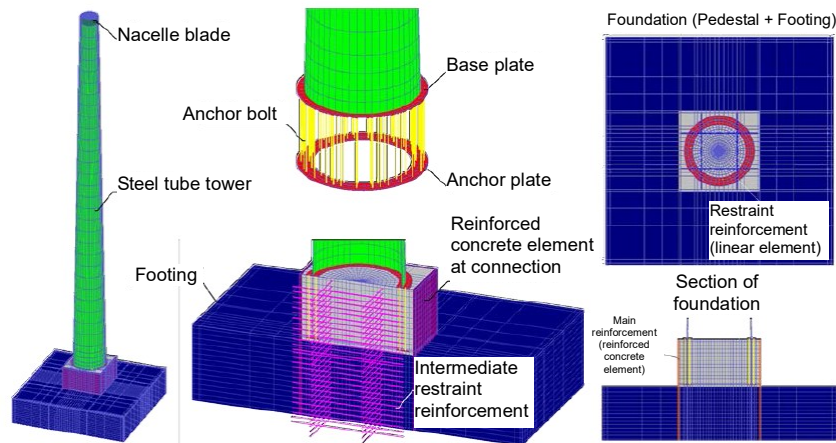 Nacelle blade
Steel tube tower
Base plate
Anchor bolt
Anchor plate
Footing
Reinforced
concrete element
at connection
Intermediate
restraint
reinforcement
Foundation (Pedestal + Footing)
Restraint
reinforcement
(linear element)
Section of
foundation
Main
reinforcement
(reinforced
concrete
element)